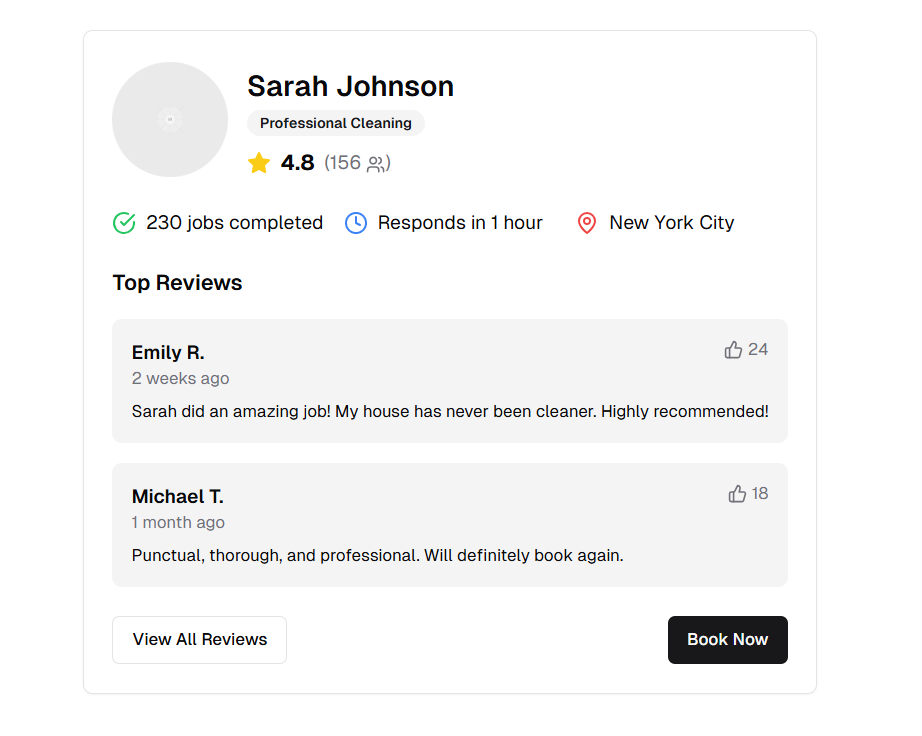 Sarah Johnson
Professional Cleaning
4.8 (156)
230 jobs completed Responds in 1 hour New York City
Top Reviews
Emily R. 24
2 weeks ago
Sarah did an amazing job! My house has never been cleaner. Highly recommended!
Michael T. 18
1 month ago
Punctual, thorough, and professional. Will definitely book again.
View All Reviews Book Now